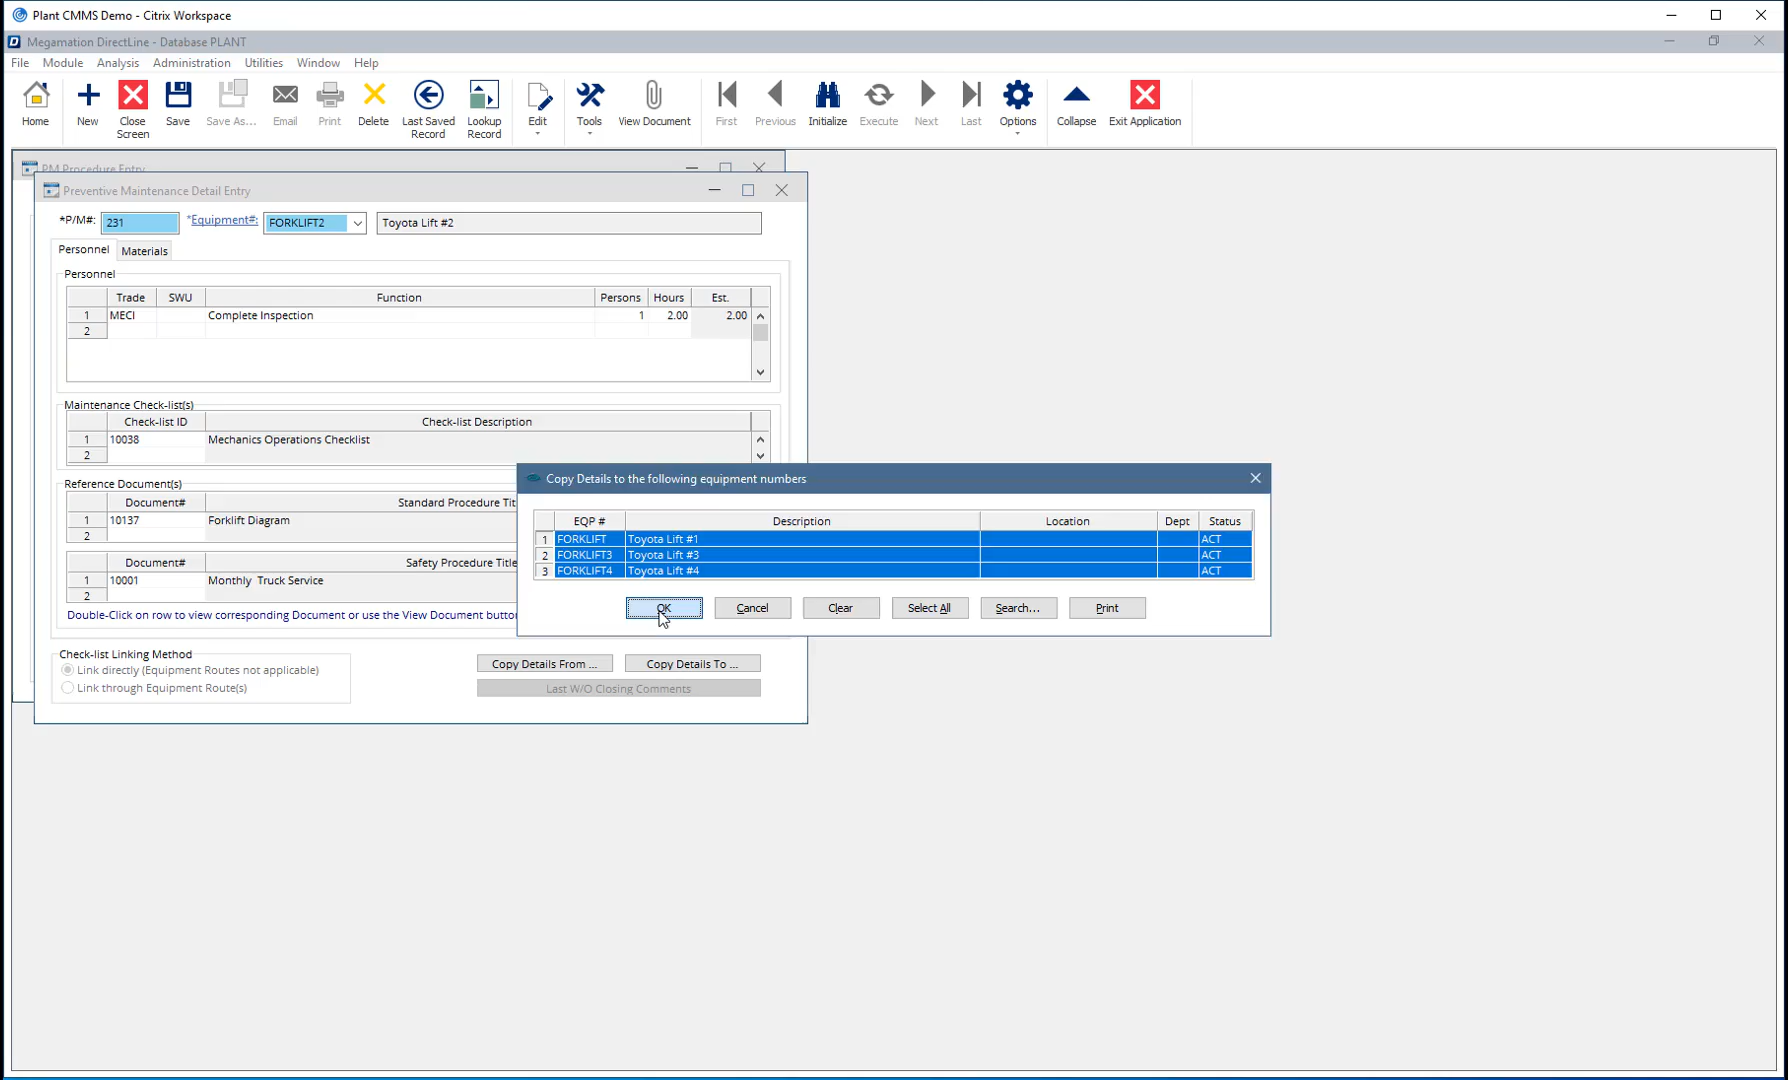 Plant CMMS Demo - Citrix Workspace
Megamation DirectLine - Database PLANT
File Module Analysis Administration Utilities Window Help
Home New Close Screen Save Save As... Email Print Delete Last Saved Record Lookup Record Edit Tools View Document First Previous Initialize Execute Next Last Options Collapse Exit Application
PM Procedure Entry
Preventive Maintenance Detail Entry
*P/M#: 231 *Equipment#: FORKLIFT2 Toyota Lift #2
Personnel Materials
Personnel
Trade SWU Function Persons Hours Est.
1 MECI Complete Inspection 1 2.00 2.00
2
Maintenance Check-list(s)
Check-list ID Check-list Description
1 10038 Mechanics Operations Checklist
2
Reference Document(s)
Document# Standard Procedure Tit
1 10137 Forklift Diagram
2
Document# Safety Procedure Title
1 10001 Monthly Truck Service
2
Double-Click on row to view corresponding Document or use the View Document button
Check-list Linking Method
Link directly (Equipment Routes not applicable)
Link through Equipment Route(s)
Copy Details From ... Copy Details To ...
Last W/O Closing Comments
Copy Details to the following equipment numbers
EQP # Description Location Dept Status
1 FORKLIFT Toyota Lift #1 ACT
2 FORKLIFT3 Toyota Lift #3 ACT
3 FORKLIFT4 Toyota Lift #4 ACT
OK Cancel Clear Select All Search... Print